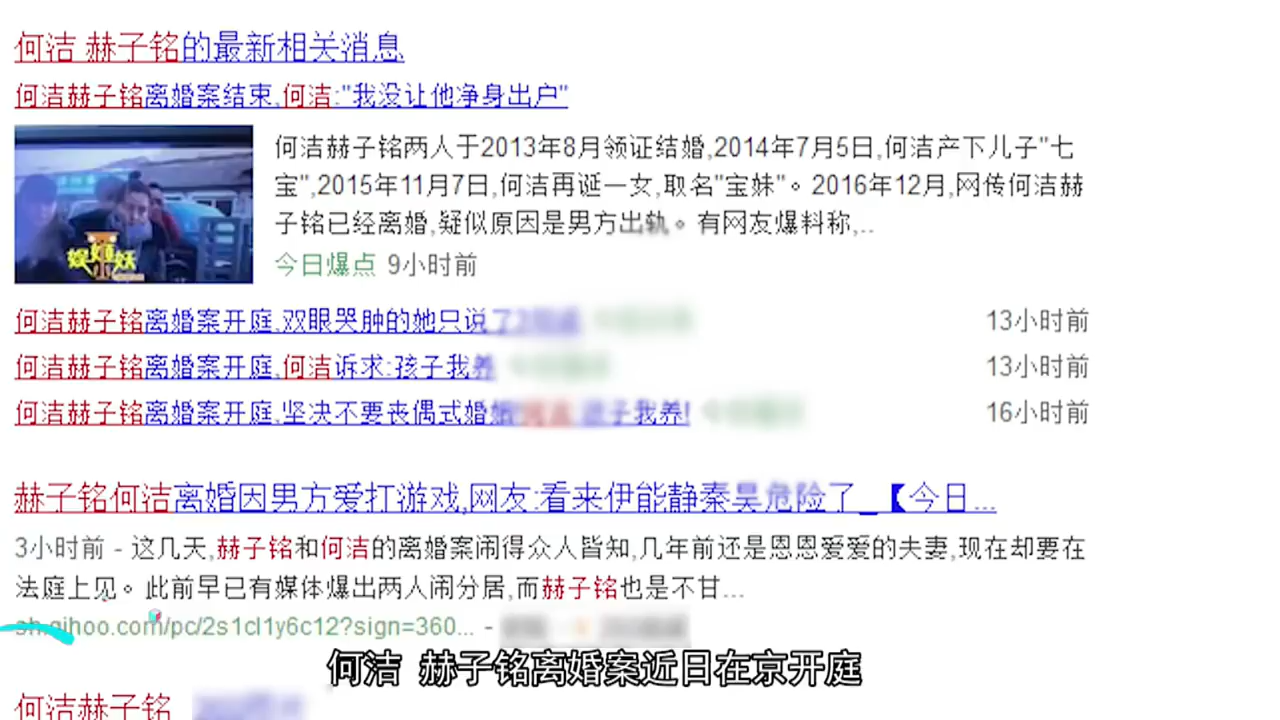 何洁 赫子铭的最新相关消息
何洁赫子铭离婚案结束,何洁:"我没让他净身出户"
何洁赫子铭两人于2013年8月领证结婚,2014年7月5日,何洁产下儿子"七
宝",2015年11月7日,何洁再诞一女,取名"宝妹"。2016年12月,网传何洁赫
子铭已经离婚,疑似原因是男方出轨。有网友爆料称,..
今日爆点 9小时前
何洁赫子铭离婚案开庭,双眼哭肿的她只说 13小时前
何洁赫子铭离婚案开庭,何洁诉求:孩子我养 13小时前
何洁赫子铭离婚案开庭,坚决不要丧偶式婚姻 孩子我养! 16小时前
赫子铭何洁离婚因男方爱打游戏,网友:看来伊能静秦昊危险了_【今日...
3小时前 - 这几天,赫子铭和何洁的离婚案闹得众人皆知,几年前还是恩恩爱爱的夫妻,现在却要在
法庭上见。此前早已有媒体爆出两人闹分居,而赫子铭也是不甘...
sh.qihoo.com/pc/2s1cl1y6c12?sign=360... -
何洁 赫子铭离婚案近日在京开庭
何洁赫子铭